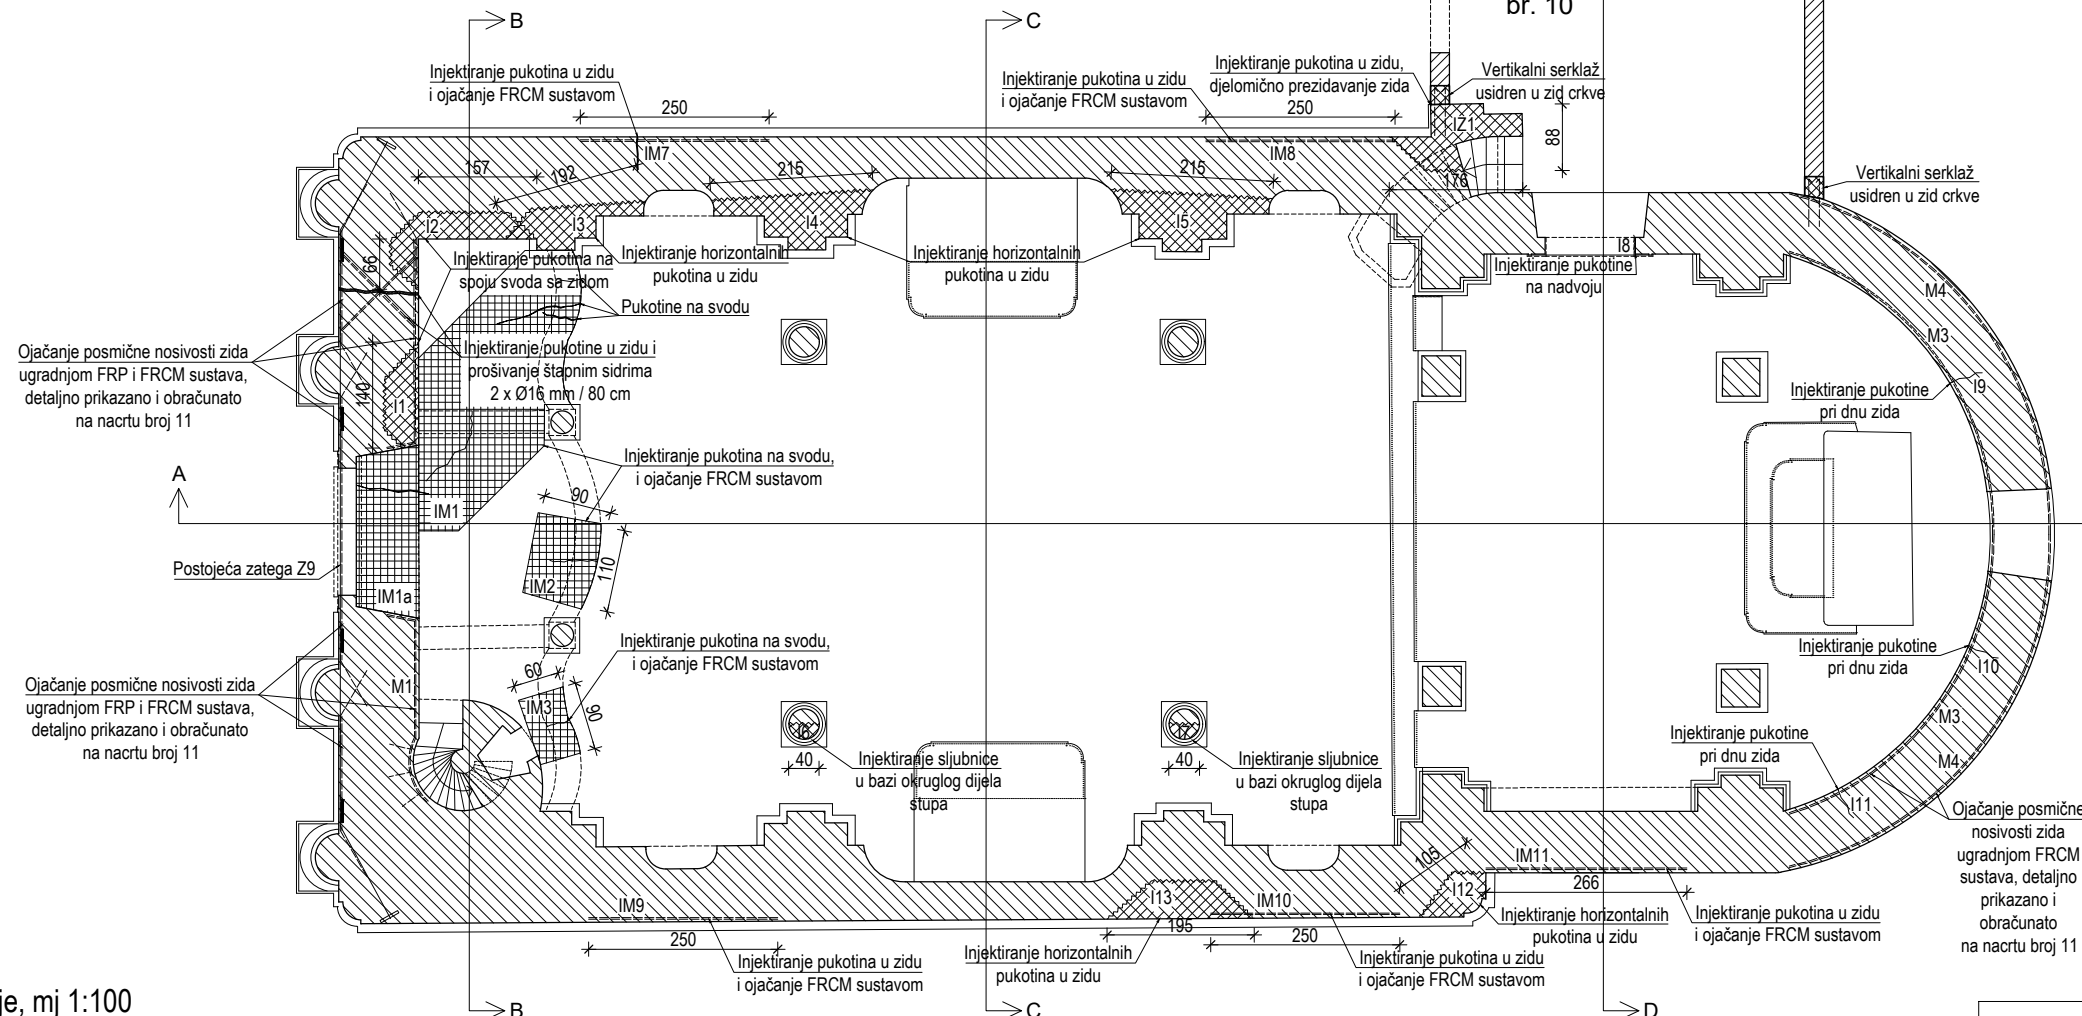 br. 10
B
C
Injektiranje pukotina u zidu
i ojačanje FRCM sustavom
250
Injektiranje pukotina u zidu
i ojačanje FRCM sustavom
250
Injektiranje pukotina u zidu,
djelomično prezidavanje zida
Vertikalni serklaž
usidren u zid crkve
IZ1
88
176
Vertikalni serklaž
usidren u zid crkve
IM7
IM8
157
192
215
215
I2
I3
I4
I5
66
Injektiranje pukotina na
spoju svoda sa zidom
Injektiranje horizontalnih
pukotina u zidu
Injektiranje horizontalnih
pukotina u zidu
I8
Injektiranje pukotine
na nadvoju
Pukotine na svodu
M4
M3
Ojačanje posmične nosivosti zida
ugradnjom FRP i FRCM sustava,
detaljno prikazano i obračunato
na nacrtu broj 11
Injektiranje pukotine u zidu i
prošivanje štapnim sidrima
2 x Ø16 mm / 80 cm
140
I1
Injektiranje pukotine
pri dnu zida
I9
A
IM1
Injektiranje pukotina na svodu,
i ojačanje FRCM sustavom
90
110
IM2
Postojeća zatega Z9
IM1a
Injektiranje pukotina na svodu,
i ojačanje FRCM sustavom
60
90
IM3
M1
Ojačanje posmične nosivosti zida
ugradnjom FRP i FRCM sustava,
detaljno prikazano i obračunato
na nacrtu broj 11
Injektiranje pukotine
pri dnu zida
I10
M3
M4
I6
40
Injektiranje sljubnice
u bazi okruglog dijela
stupa
I7
40
Injektiranje sljubnice
u bazi okruglog dijela
stupa
Injektiranje pukotine
pri dnu zida
I11
Ojačanje posmične
nosivosti zida
ugradnjom FRCM
sustava, detaljno
prikazano i
obračunato
na nacrtu broj 11
IM9
250
Injektiranje pukotina u zidu
i ojačanje FRCM sustavom
I13
195
Injektiranje horizontalnih
pukotina u zidu
IM10
250
Injektiranje pukotina u zidu
i ojačanje FRCM sustavom
105
I12
Injektiranje horizontalnih
pukotina u zidu
IM11
266
Injektiranje pukotina u zidu
i ojačanje FRCM sustavom
je, mj 1:100
B
C
D